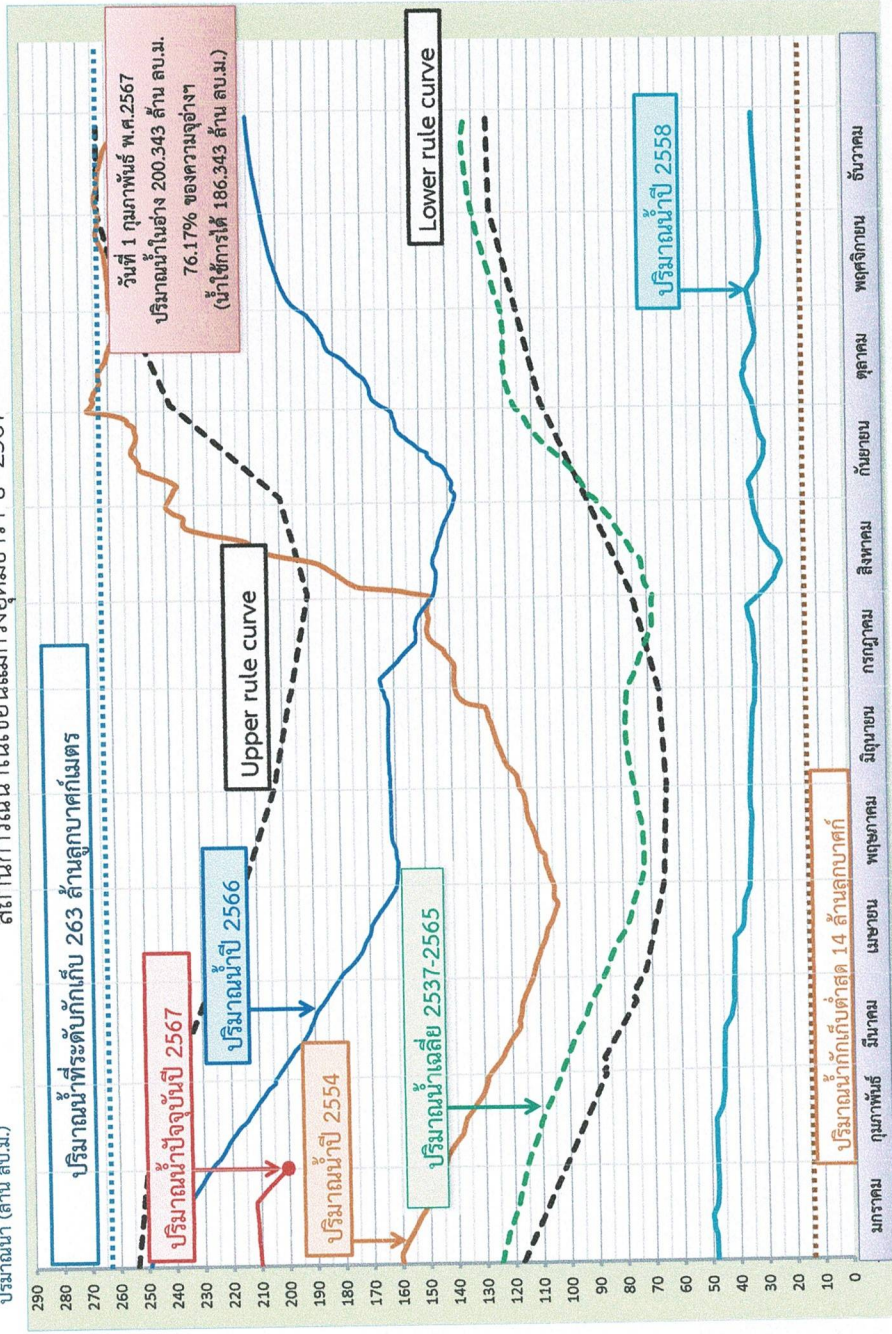 ปริมาณน้ำ (ล้าน ลบ.ม.)
290
280
270
260
250
240
230
220
210
200
190
180
170
160
150
140
130
120
110
100
90
80
70
60
50
40
30
20
10
0
ปริมาณน้ำที่ระดับกักเก็บ 263 ล้านลูกบาศก์เมตร
วันที่ 1 กุมภาพันธ์ พ.ศ.2567
ปริมาณน้ำในอ่าง 200.343 ล้าน ลบ.ม.
76.17% ของความจุอ่างฯ
(น้ำใช้การได้ 186.343 ล้าน ลบ.ม.)
ปริมาณน้ำปัจจุบันปี 2567
ปริมาณน้ำปี 2566
Upper rule curve
ปริมาณน้ำปี 2554
ปริมาณน้ำเฉลี่ย 2537-2565
Lower rule curve
ปริมาณน้ำปี 2558
ปริมาณน้ำกักเก็บต่ำสุด 14 ล้านลูกบาศก์
มกราคม
กุมภาพันธ์
มีนาคม
เมษายน
พฤษภาคม
มิถุนายน
กรกฎาคม
สิงหาคม
กันยายน
ตุลาคม
พฤศจิกายน
ธันวาคม